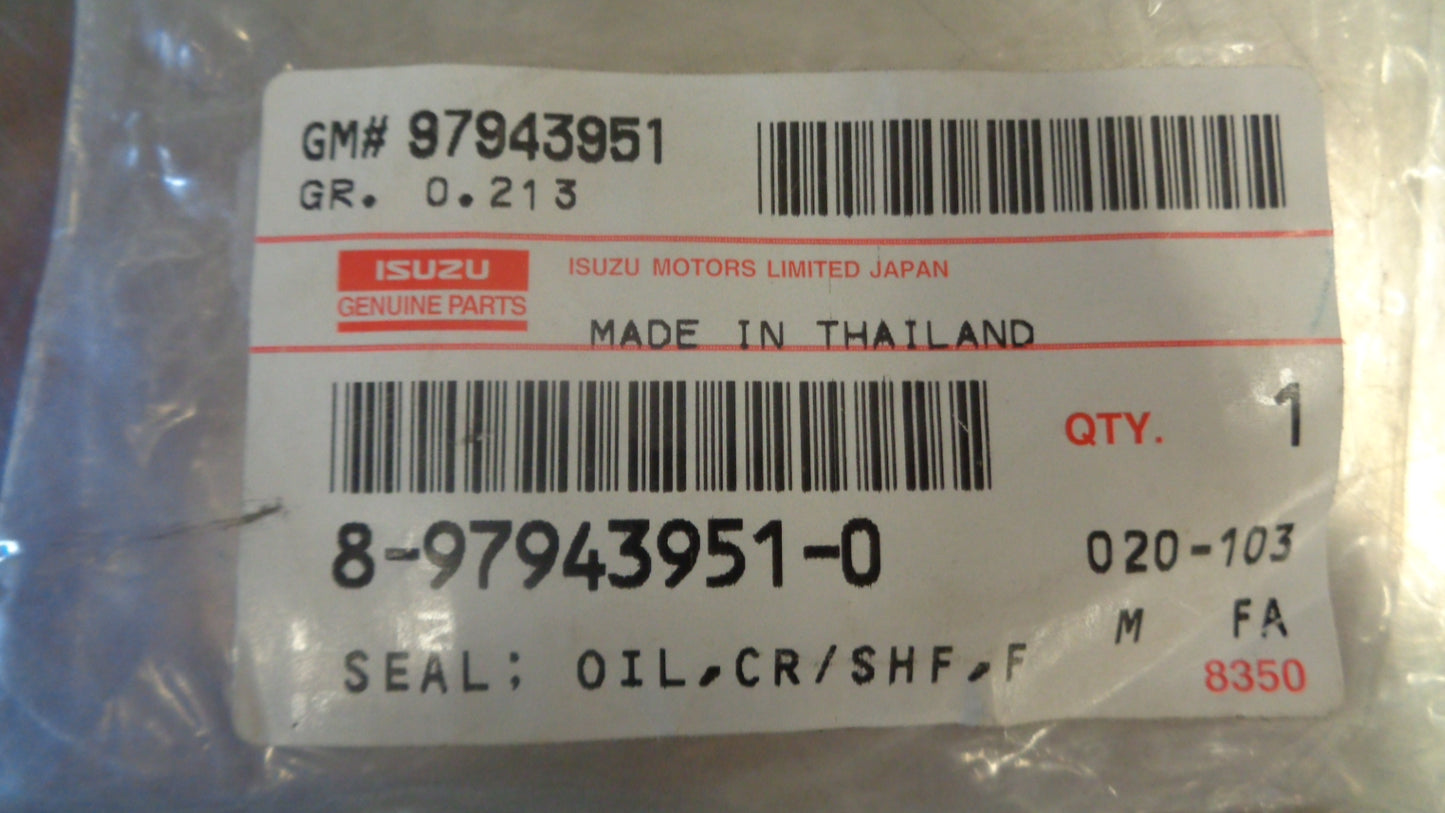 GM# 97943951
GR. 0.213
ISUZU
GENUINE PARTS
ISUZU MOTORS LIMITED JAPAN
MADE IN THAILAND
QTY. 1
8-97943951-0
020-103
M FA
SEAL; OIL,CR/SHF,F
8350